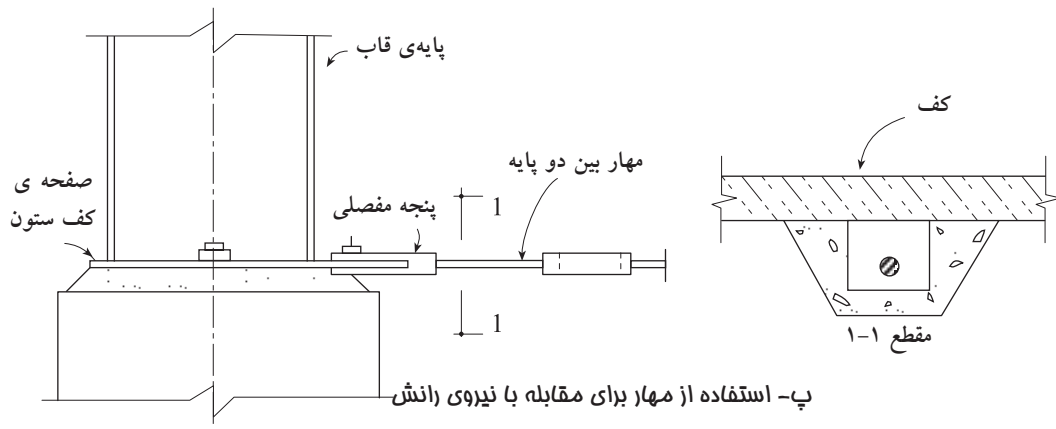 پایه‌ی قاب
کف
مهار بین دو پایه
صفحه ی
کف ستون
پنجه مفصلی
1
1
مقطع ۱-۱
پ- استفاده از مهار برای مقابله با نیروی رانش